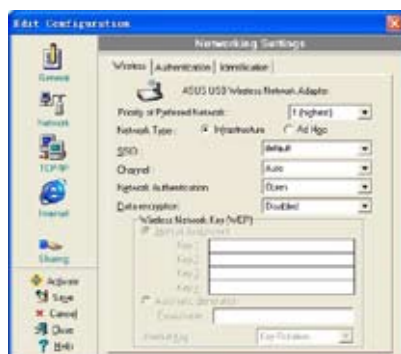 Edit Configuration
Networking Settings
General
Network
TCP/IP
Internet
Sharing
Activate
Save
Cancel
Close
Help
Wireless
Authentication
Identification
ASUS USB Wireless Network Adapter
Priority of Preferred Network:
1 (highest)
Network Type:
Infrastructure
Ad Hoc
SSID:
default
Channel:
Auto
Network Authentication
Open
Data encryption:
Disabled
Wireless Network Key (WEP)
Manual Assignment
Key 1:
Key 2:
Key 3:
Key 4:
Automatic Generation
Passphrase:
Key Rotation